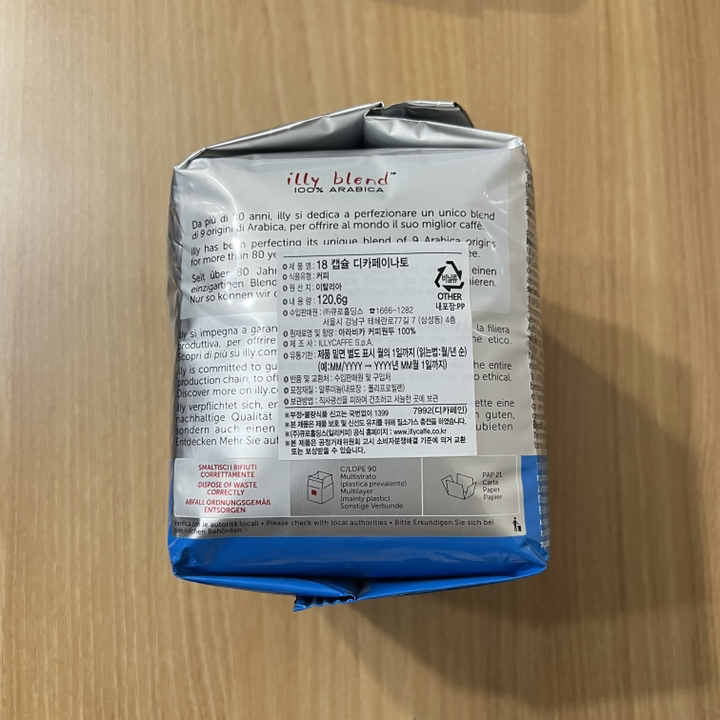 illy blend™
100% ARABICA
Da più di 0 anni, illy si dedica a perfezionare un unico blend
di 9 origini di Arabica, per offrire al mondo il suo miglior caffè.
illy has been perfecting its unique blend of 9 Arabica origins
for more than 80 ye
Seit über 80 Jahr einen
einzigartigen Blend ienen.
Nur so können wir d
제품명: 18 캡슐 디카페이나토
식품유형: 커피
원산지: 이탈리아
내용량: 120.6g
수입판매원: ㈜큐로홀딩스 ☎1666-1282
서울시 강남구 테헤란로77길 7 (삼성동) 4층
원재료명 및 함량: 아라비카 커피원두 100%
제조사: ILLYCAFFE S.p.A.
유통기한: 제품 밑면 별도 표시 월의 1일까지 (읽는법:월/년 순)
(예:MM/YYYY → YYYY년 MM월 1일까지)
반품 및 교환처: 수입판매원 및 구입처
포장재질: 알루미늄(내포장: 폴리프로필렌)
보관방법: 직사광선을 피하여 건조하고 서늘한 곳에 보관
※부정•불량식품 신고는 국번없이 1399 7992(디카페인)
※본 제품은 제품 보호 및 신선도 유지를 위해 질소가스 충전을 하였습니다.
※(주)큐로홀딩스(일리커피) 공식 홈페이지 : www.illycaffe.co.kr
※본 제품은 공정거래위원회 고시 소비자분쟁해결 기준에 의거 교환
또는 보상받을 수 있습니다.
비닐류
OTHER
내포장:PP
illy si impegna a garan la filiera
produttiva, per offrire e etico.
Scopri di più su illy.com
illy is committed to gua he entire
production chain, to offe ethical.
Discover more on illy.c
illy verpflichtet sich, er ette eine
nachhaltige Qualität guten,
sondern auch einen ubieten.
Entdecken Mehr Sie auf
SMALTISCI I RIFIUTI
CORRETTAMENTE
DISPOSE OF WASTE
CORRECTLY
ABFALL ORDNUNGSGEMÄß
ENTSORGEN
C/LDPE 90
Multistrato
(plastica prevalente)
Multilayer
(mainly plastic)
Sonstige Verbunde
PAP 21
Carta
Paper
Papier
Verifica con le autorità locali • Please check with local authorities • Bitte Erkundigen Sie sich bei
örtlichen Behörden